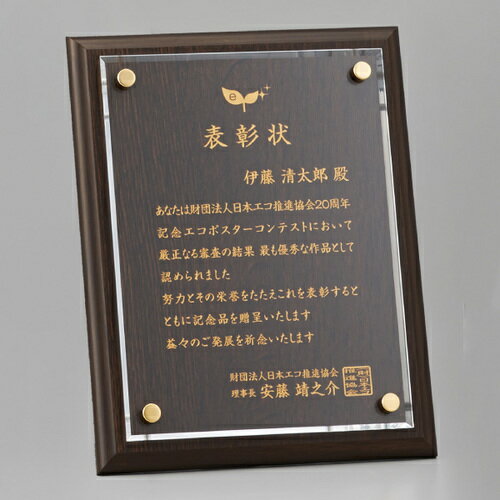 e
表彰状
伊藤 清太郎 殿
あなたは財団法人日本エコ推進協会20周年
記念エコポスターコンテストにおいて
厳正なる審査の結果 最も優秀な作品として
認められました
努力とその栄誉をたたえこれを表彰すると
ともに記念品を贈呈いたします
益々のご発展を祈念いたします
財団法人日本エコ推進協会
理事長 安藤 靖之介